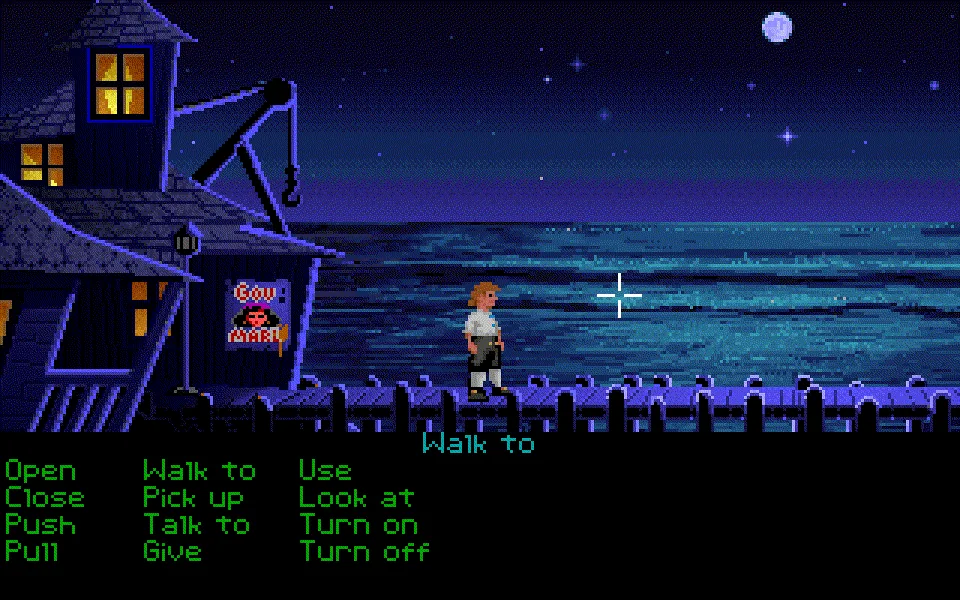 Gov.
MARL
Walk to
Open Walk to Use
Close Pick up Look at
Push Talk to Turn on
Pull Give Turn off